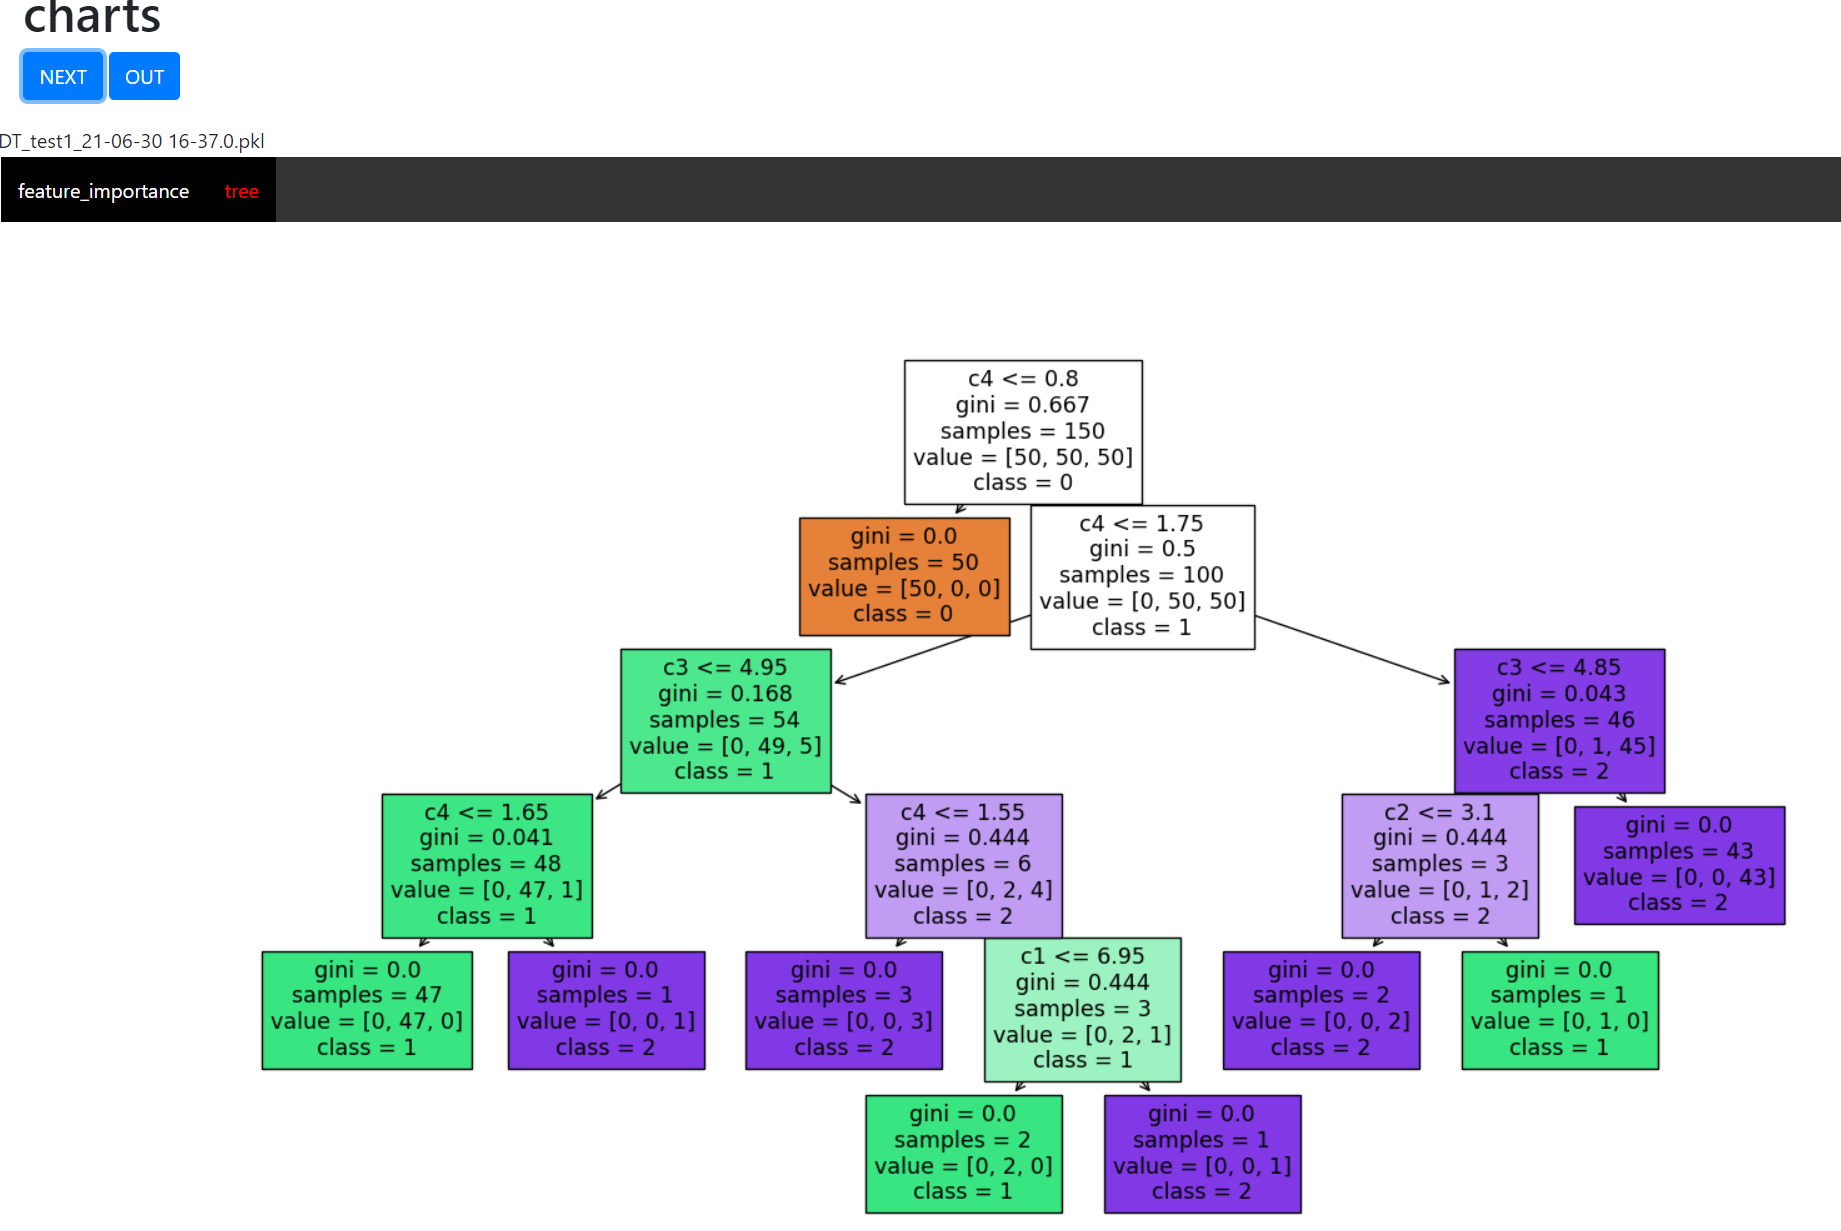 charts
NEXT OUT
DT_test1_21-06-30 16-37.0.pkl
feature_importance tree
c4 <= 0.8
gini = 0.667
samples = 150
value = [50, 50, 50]
class = 0
gini = 0.0
samples = 50
value = [50, 0, 0]
class = 0
c4 <= 1.75
gini = 0.5
samples = 100
value = [0, 50, 50]
class = 1
c3 <= 4.95
gini = 0.168
samples = 54
value = [0, 49, 5]
class = 1
c3 <= 4.85
gini = 0.043
samples = 46
value = [0, 1, 45]
class = 2
c4 <= 1.65
gini = 0.041
samples = 48
value = [0, 47, 1]
class = 1
c4 <= 1.55
gini = 0.444
samples = 6
value = [0, 2, 4]
class = 2
c2 <= 3.1
gini = 0.444
samples = 3
value = [0, 1, 2]
class = 2
gini = 0.0
samples = 43
value = [0, 0, 43]
class = 2
gini = 0.0
samples = 47
value = [0, 47, 0]
class = 1
gini = 0.0
samples = 1
value = [0, 0, 1]
class = 2
gini = 0.0
samples = 3
value = [0, 0, 3]
class = 2
c1 <= 6.95
gini = 0.444
samples = 3
value = [0, 2, 1]
class = 1
gini = 0.0
samples = 2
value = [0, 0, 2]
class = 2
gini = 0.0
samples = 1
value = [0, 1, 0]
class = 1
gini = 0.0
samples = 2
value = [0, 2, 0]
class = 1
gini = 0.0
samples = 1
value = [0, 0, 1]
class = 2